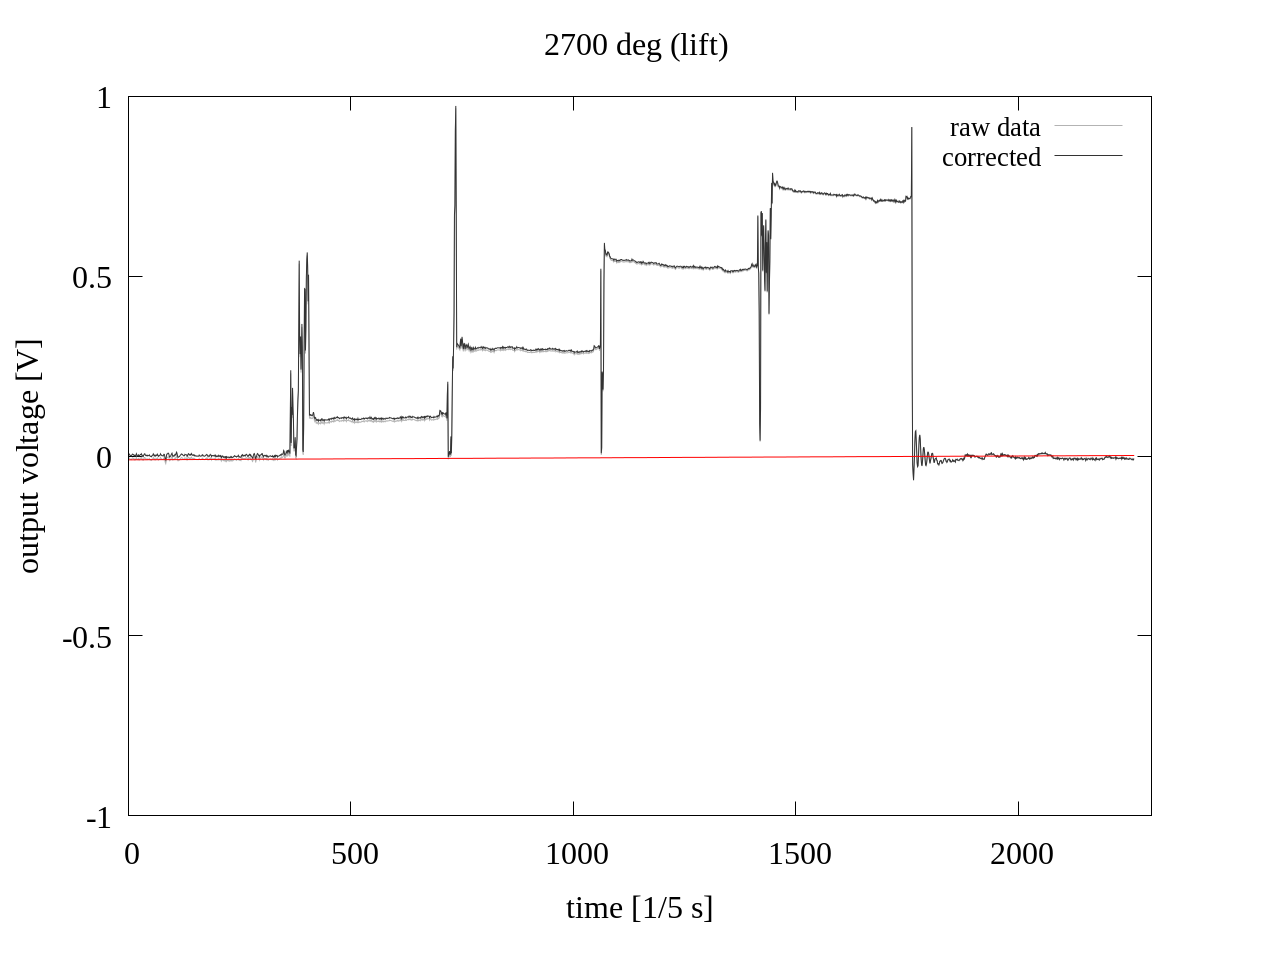 2700 deg (lift)
1
0.5
0
-0.5
-1
output voltage [V]
raw data
corrected
0 500 1000 1500 2000
time [1/5 s]